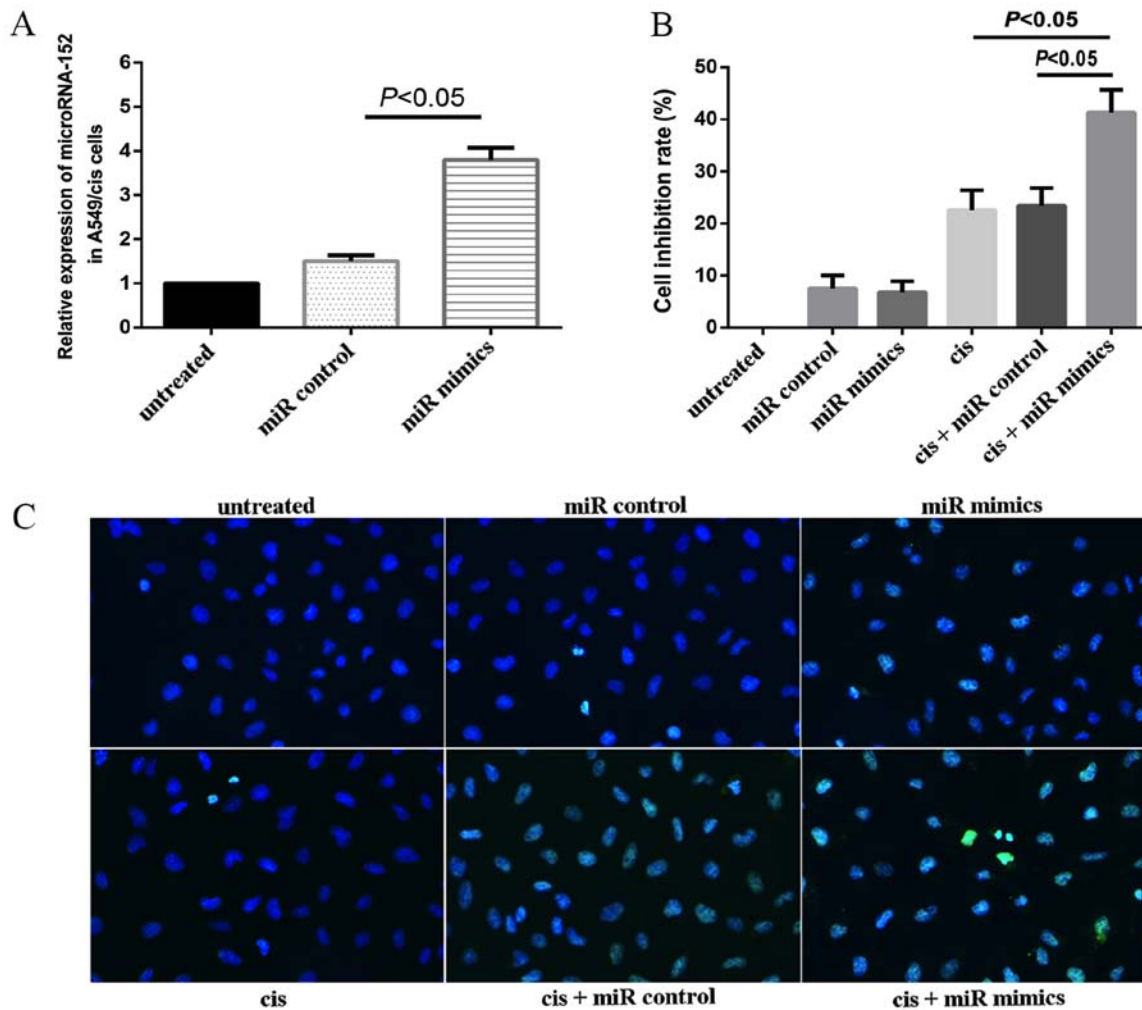 A
Relative expression of microRNA-152
in A549/cis cells
6
5
4
3
2
1
0
P<0.05
untreated
miR control
miR mimics
B
Cell inhibition rate (%)
50
40
30
20
10
0
P<0.05
P<0.05
untreated
miR control
miR mimics
cis
cis + miR control
cis + miR mimics
C
untreated
miR control
miR mimics
cis
cis + miR control
cis + miR mimics